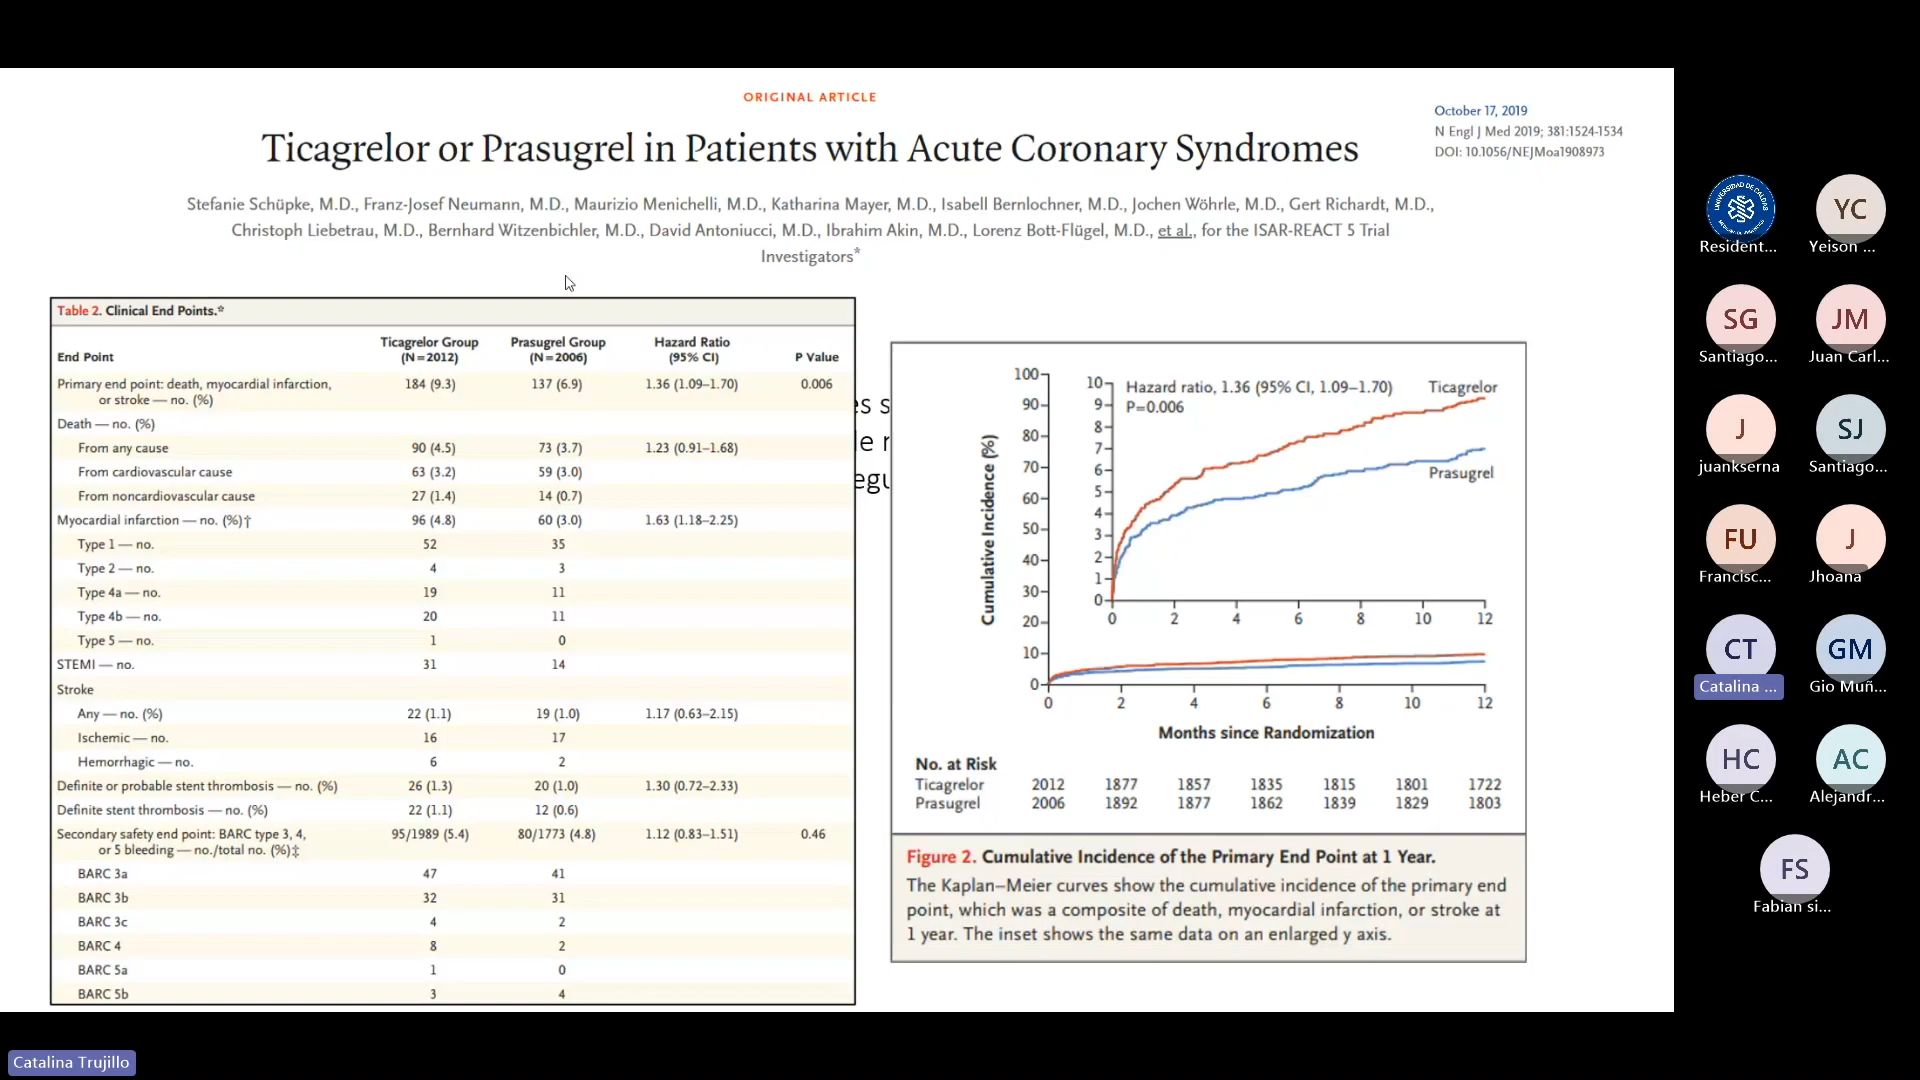 ORIGINAL ARTICLE
Ticagrelor or Prasugrel in Patients with Acute Coronary Syndromes
October 17, 2019
N Engl J Med 2019; 381:1524-1534
DOI: 10.1056/NEJMoa1908973
Stefanie Schüpke, M.D., Franz-Josef Neumann, M.D., Maurizio Menichelli, M.D., Katharina Mayer, M.D., Isabell Bernlochner, M.D., Jochen Wöhrle, M.D., Gert Richardt, M.D.,
Christoph Liebetrau, M.D., Bernhard Witzenbichler, M.D., David Antoniucci, M.D., Ibrahim Akin, M.D., Lorenz Bott-Flügel, M.D., et al., for the ISAR-REACT 5 Trial
Investigators*
Table 2. Clinical End Points.*
End Point Ticagrelor Group (N=2012) Prasugrel Group (N=2006) Hazard Ratio (95% CI) P Value
Primary end point: death, myocardial infarction, 184 (9.3) 137 (6.9) 1.36 (1.09–1.70) 0.006
or stroke — no. (%)
Death — no. (%)
From any cause 90 (4.5) 73 (3.7) 1.23 (0.91–1.68)
From cardiovascular cause 63 (3.2) 59 (3.0)
From noncardiovascular cause 27 (1.4) 14 (0.7)
Myocardial infarction — no. (%)† 96 (4.8) 60 (3.0) 1.63 (1.18–2.25)
Type 1 — no. 52 35
Type 2 — no. 4 3
Type 4a — no. 19 11
Type 4b — no. 20 11
Type 5 — no. 1 0
STEMI — no. 31 14
Stroke
Any — no. (%) 22 (1.1) 19 (1.0) 1.17 (0.63–2.15)
Ischemic — no. 16 17
Hemorrhagic — no. 6 2
Definite or probable stent thrombosis — no. (%) 26 (1.3) 20 (1.0) 1.30 (0.72–2.33)
Definite stent thrombosis — no. (%) 22 (1.1) 12 (0.6)
Secondary safety end point: BARC type 3, 4, 95/1989 (5.4) 80/1773 (4.8) 1.12 (0.83–1.51) 0.46
or 5 bleeding — no./total no. (%)‡
BARC 3a 47 41
BARC 3b 32 31
BARC 3c 4 2
BARC 4 8 2
BARC 5a 1 0
BARC 5b 3 4
Cumulative Incidence (%)
100
90
80
70
60
50
40
30
20
10
0
10
9
8
7
6
5
4
3
2
1
0
Hazard ratio, 1.36 (95% CI, 1.09–1.70)
P=0.006
Ticagrelor
Prasugrel
0 2 4 6 8 10 12
0 2 4 6 8 10 12
Months since Randomization
No. at Risk
Ticagrelor 2012 1877 1857 1835 1815 1801 1722
Prasugrel 2006 1892 1877 1862 1839 1829 1803
Figure 2. Cumulative Incidence of the Primary End Point at 1 Year.
The Kaplan–Meier curves show the cumulative incidence of the primary end
point, which was a composite of death, myocardial infarction, or stroke at
1 year. The inset shows the same data on an enlarged y axis.
UNIVERSIDAD DE CALDAS
Resident...
YC
Yeison ...
SG
Santiago...
JM
Juan Carl...
J
juankserna
SJ
Santiago...
FU
Francisc...
J
Jhoana
CT
Catalina ...
GM
Gio Muñ...
HC
Heber C...
AC
Alejandr...
FS
Fabian si...
Catalina Trujillo